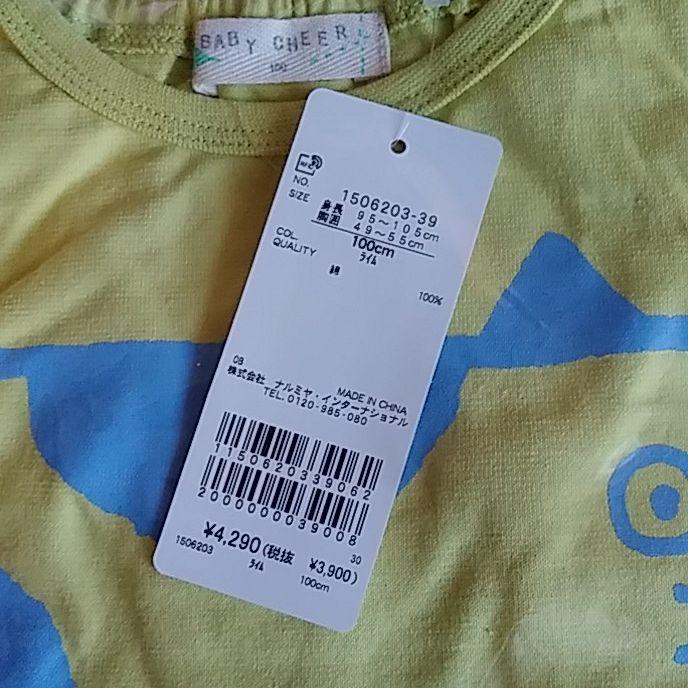 BABY CHEER
100
RFC
NO. 1506203-39
SIZE 身長 95～105cm
胸囲 49～55cm
100cm
COL. ライム
QUALITY
綿 100%
08
MADE IN CHINA
株式会社 ナルミヤ・インターナショナル
TEL.0120-985-080
1150620339062
2000000039008
30
¥4,290(税抜 ¥3,900)
1506203 ライム 100cm